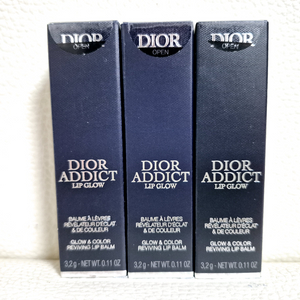 DIOR
OPEN
DIOR
ADDICT
LIP GLOW
BAUME À LÈVRES
RÉVÉLATEUR D'ÉCLAT
& DE COULEUR
GLOW & COLOR
REVIVING LIP BALM
3,2 g - NET WT. 0.11 OZ
DIOR
OPEN
DIOR
ADDICT
LIP GLOW
BAUME À LÈVRES
RÉVÉLATEUR D'ÉCLAT
& DE COULEUR
GLOW & COLOR
REVIVING LIP BALM
3,2 g - NET WT. 0.11 OZ
DIOR
OPEN
DIOR
ADDICT
LIP GLOW
BAUME À LÈVRES
RÉVÉLATEUR D'ÉCLAT
& DE COULEUR
GLOW & COLOR
REVIVING LIP BALM
3,2 g - NET WT. 0.11 OZ